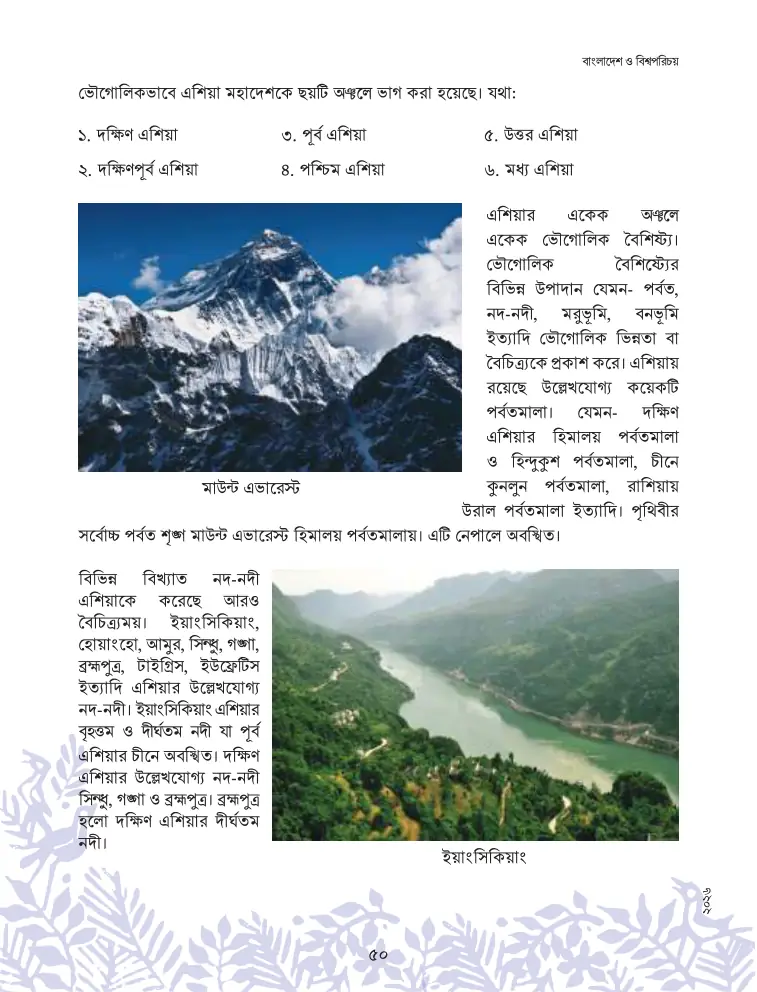 বাংলাদেশ ও বিশ্বপরিচয়
ভৌগোলিকভাবে এশিয়া মহাদেশকে ছয়টি অঞ্চলে ভাগ করা হয়েছে। যথা:
১. দক্ষিণ এশিয়া ৩. পূর্ব এশিয়া ৫. উত্তর এশিয়া
২. দক্ষিণপূর্ব এশিয়া ৪. পশ্চিম এশিয়া ৬. মধ্য এশিয়া
এশিয়ার একেক অঞ্চলে
একেক ভৌগোলিক বৈশিষ্ট্য।
ভৌগোলিক বৈশিষ্ট্যের
বিভিন্ন উপাদান যেমন- পর্বত,
নদ-নদী, মরুভূমি, বনভূমি
ইত্যাদি ভৌগোলিক ভিন্নতা বা
বৈচিত্র্যকে প্রকাশ করে। এশিয়ায়
রয়েছে উল্লেখযোগ্য কয়েকটি
পর্বতমালা। যেমন- দক্ষিণ
এশিয়ার হিমালয় পর্বতমালা
ও হিন্দুকুশ পর্বতমালা, চীনে
কুনলুন পর্বতমালা, রাশিয়ায়
উরাল পর্বতমালা ইত্যাদি। পৃথিবীর
সর্বোচ্চ পর্বত শৃঙ্গ মাউন্ট এভারেস্ট হিমালয় পর্বতমালায়। এটি নেপালে অবস্থিত।
মাউন্ট এভারেস্ট
বিভিন্ন বিখ্যাত নদ-নদী
এশিয়াকে করেছে আরও
বৈচিত্র্যময়। ইয়াংসিকিয়াং,
হোয়াংহো, আমুর, সিন্ধু, গঙ্গা,
ব্রহ্মপুত্র, টাইগ্রিস, ইউফ্রেটিস
ইত্যাদি এশিয়ার উল্লেখযোগ্য
নদ-নদী। ইয়াংসিকিয়াং এশিয়ার
বৃহত্তম ও দীর্ঘতম নদী যা পূর্ব
এশিয়ার চীনে অবস্থিত। দক্ষিণ
এশিয়ার উল্লেখযোগ্য নদ-নদী
সিন্ধু, গঙ্গা ও ব্রহ্মপুত্র। ব্রহ্মপুত্র
হলো দক্ষিণ এশিয়ার দীর্ঘতম
নদী।
ইয়াংসিকিয়াং
২০২৬
৫০